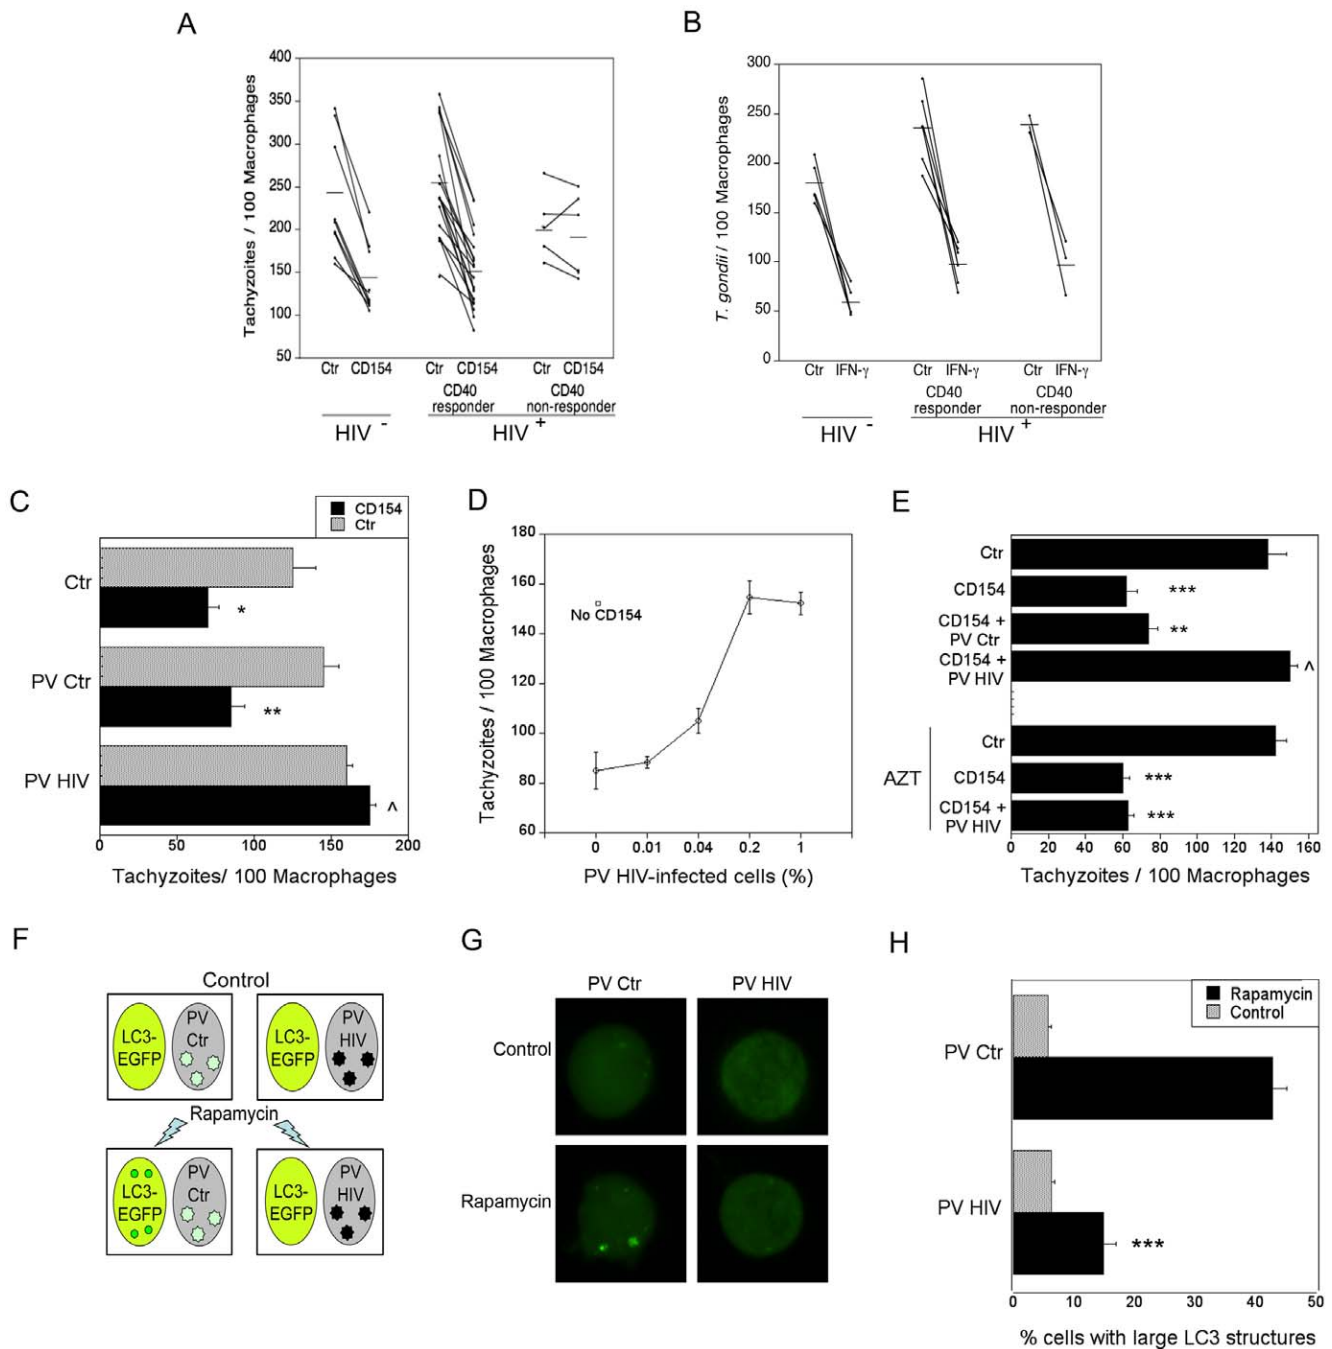 A
Tachyzoites / 100 Macrophages
400
350
300
250
200
150
100
50
Ctr CD154
Ctr CD154
Ctr CD154
CD40 responder
CD40 non-responder
HIV -
HIV +
B
T. gondii / 100 Macrophages
300
250
200
150
100
50
0
Ctr IFN-γ
Ctr IFN-γ
Ctr IFN-γ
CD40 responder
CD40 non-responder
HIV -
HIV +
C
CD154
Ctr
Ctr
*
PV Ctr
**
PV HIV
^
0 50 100 150 200
Tachyzoites/ 100 Macrophages
D
Tachyzoites / 100 Macrophages
180
160
140
120
100
80
60
No CD154
0 0.01 0.04 0.2 1
PV HIV-infected cells (%)
E
Ctr
CD154 ***
CD154 +
PV Ctr **
CD154 +
PV HIV ^
AZT
Ctr
CD154 ***
CD154 +
PV HIV ***
0 20 40 60 80 100 120 140 160
Tachyzoites / 100 Macrophages
F
Control
LC3-
EGFP
PV
Ctr
LC3-
EGFP
PV
HIV
Rapamycin
LC3-
EGFP
PV
Ctr
LC3-
EGFP
PV
HIV
G
PV Ctr PV HIV
Control
Rapamycin
H
Rapamycin
Control
PV Ctr
PV HIV
***
0 10 20 30 40 50
% cells with large LC3 structures